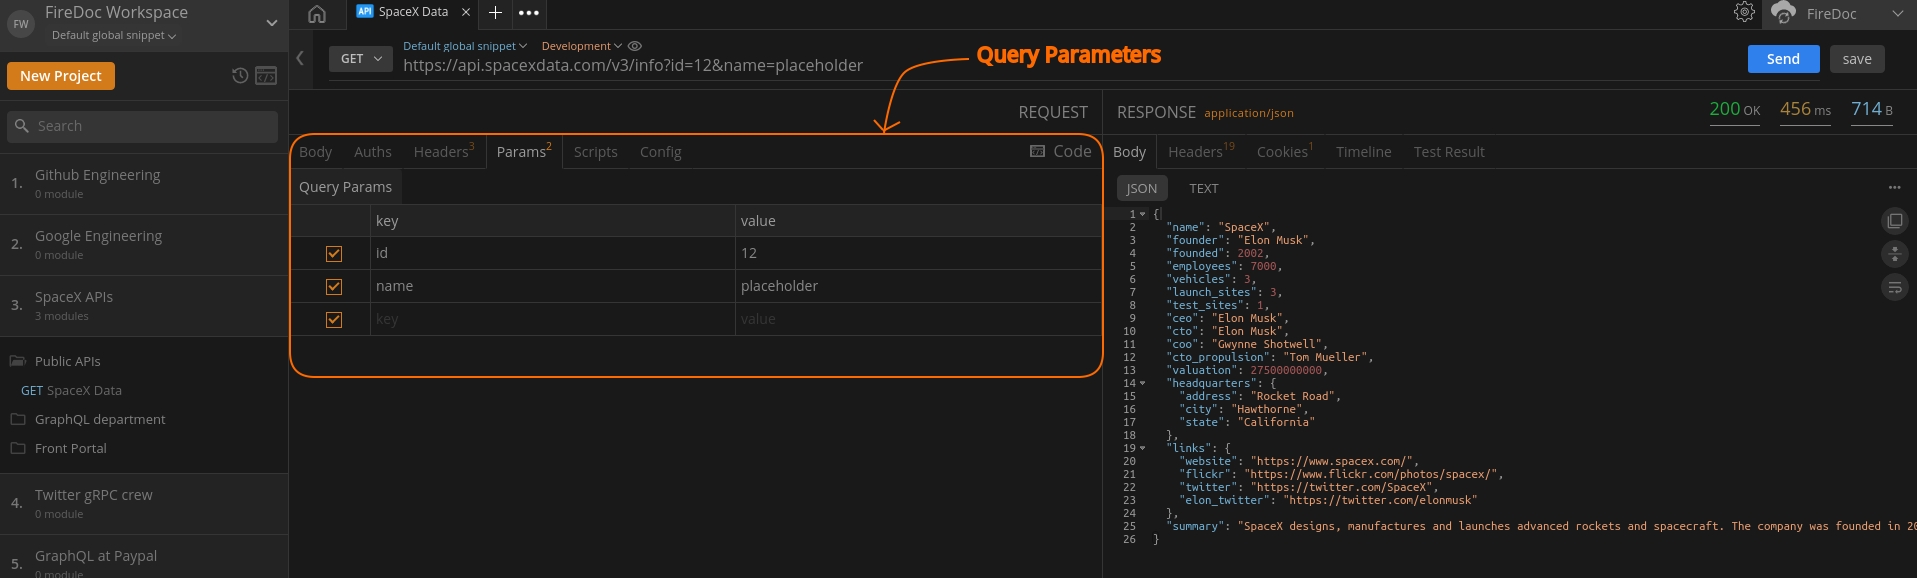 FW
FireDoc Workspace
Default global snippet
New Project
Search
1.
Github Engineering
0 module
2.
Google Engineering
0 module
3.
SpaceX APIs
3 modules
Public APIs
GET SpaceX Data
GraphQL department
Front Portal
4.
Twitter gRPC crew
0 module
5.
GraphQL at Paypal
0 module
API SpaceX Data
FireDoc
GET
Default global snippet Development
https://api.spacexdata.com/v3/info?id=12&name=placeholder
Query Parameters
Send
save
REQUEST
Body Auths Headers3 Params2 Scripts Config
Code
Query Params
key value
id 12
name placeholder
key value
RESPONSE application/json
200 OK 456 ms 714 B
Body Headers19 Cookies1 Timeline Test Result
JSON TEXT
1 {
2 "name": "SpaceX",
3 "founder": "Elon Musk",
4 "founded": 2002,
5 "employees": 7000,
6 "vehicles": 3,
7 "launch_sites": 3,
8 "test_sites": 1,
9 "ceo": "Elon Musk",
10 "cto": "Elon Musk",
11 "coo": "Gwynne Shotwell",
12 "cto_propulsion": "Tom Mueller",
13 "valuation": 27500000000,
14 "headquarters": {
15 "address": "Rocket Road",
16 "city": "Hawthorne",
17 "state": "California"
18 },
19 "links": {
20 "website": "https://www.spacex.com/",
21 "flickr": "https://www.flickr.com/photos/spacex/",
22 "twitter": "https://twitter.com/SpaceX",
23 "elon_twitter": "https://twitter.com/elonmusk"
24 },
25 "summary": "SpaceX designs, manufactures and launches advanced rockets and spacecraft. The company was founded in 20
26 }